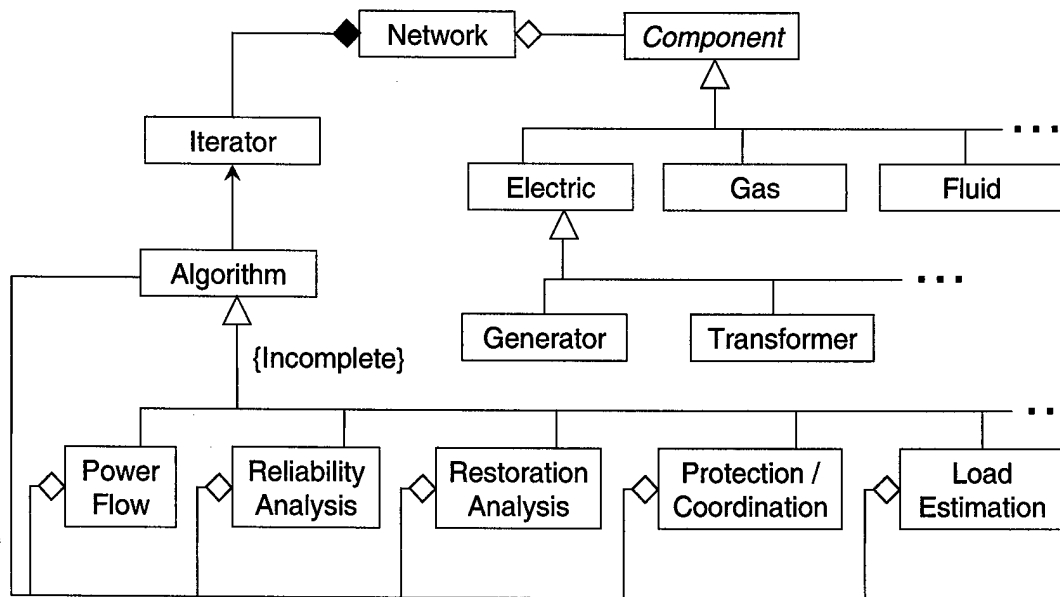 Network
Component
Iterator
...
Electric
Gas
Fluid
Algorithm
...
Generator
Transformer
{Incomplete}
...
Power
Flow
Reliability
Analysis
Restoration
Analysis
Protection /
Coordination
Load
Estimation